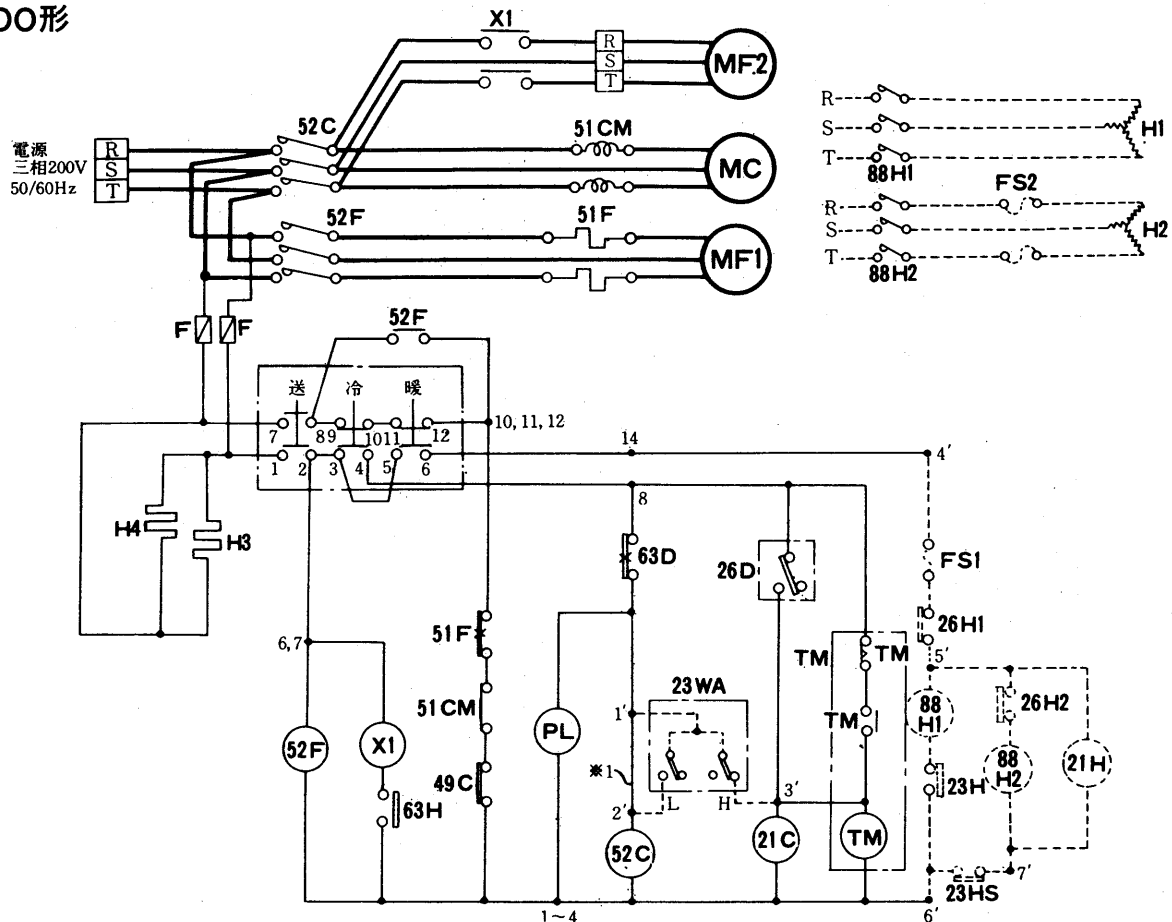 DO形
X1
R
S
T
MF2
52C
51CM
電源
三相200V
50/60Hz
R
S
T
MC
52F
51F
MF1
R
S
T
88H1
H1
FS2
R
S
T
88H2
H2
F
F
52F
送
冷
暖
7
8
9
10
11
12
10, 11, 12
1
2
3
4
5
6
14
4'
8
H4
H3
63D
26D
FS1
26H1
5'
6,7
51F
TM
TM
23WA
88
H1
26H2
51CM
PL
1'
TM
52F
X1
88
H2
21H
※1
49C
23H
63H
2'
L
H
3'
52C
21C
TM
23HS
7'
1~4
6'